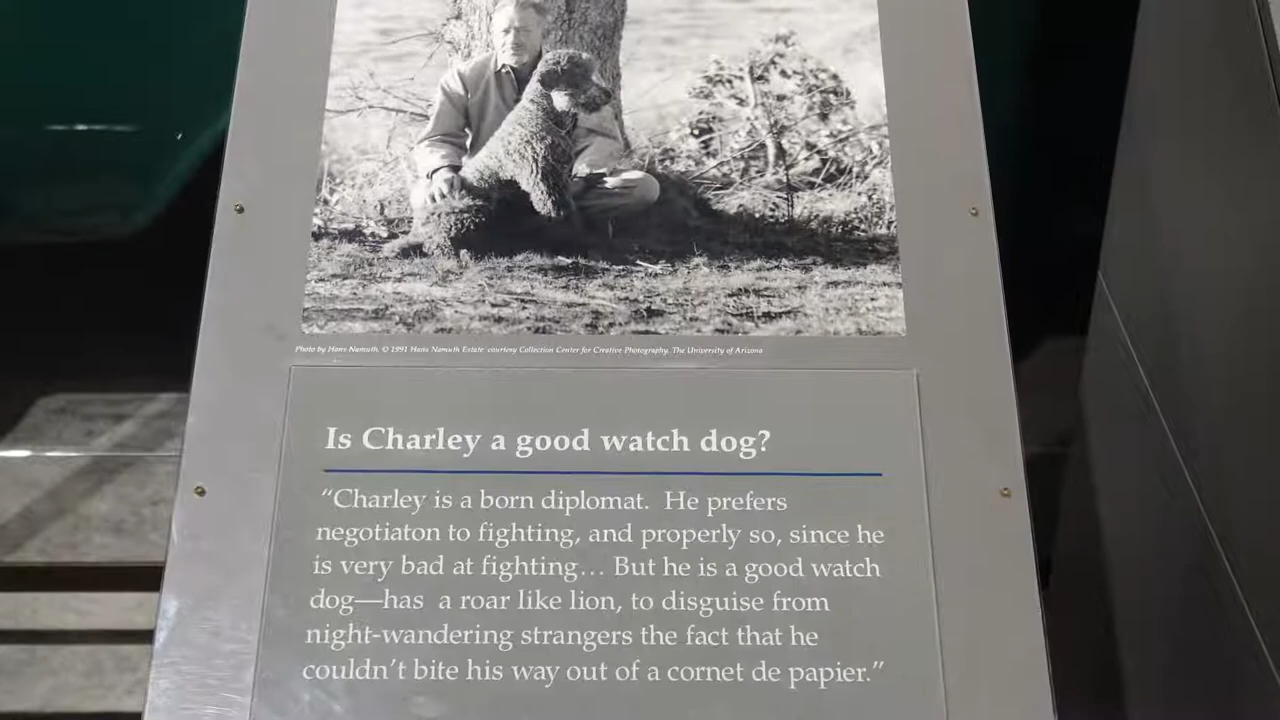 Photo by Hans Namuth, © 1991 Hans Namuth Estate courtesy Collection Center for Creative Photography, The University of Arizona
Is Charley a good watch dog?
“Charley is a born diplomat. He prefers
negotiaton to fighting, and properly so, since he
is very bad at fighting… But he is a good watch
dog—has a roar like lion, to disguise from
night-wandering strangers the fact that he
couldn’t bite his way out of a cornet de papier.”